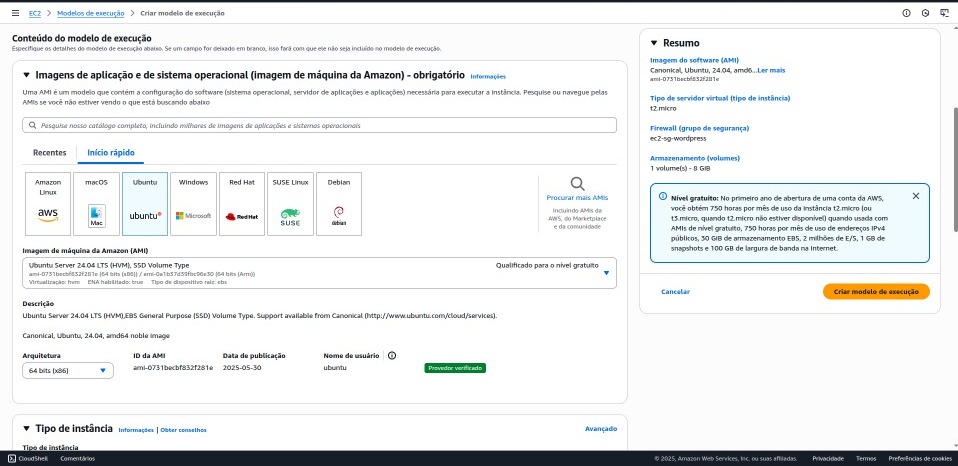 EC2 > Modelos de execução > Criar modelo de execução
Conteúdo do modelo de execução
Especifique os detalhes do modelo de execução abaixo. Se um campo for deixado em branco, isso fará com que ele não seja incluído no modelo de execução.
▼ Imagens de aplicação e de sistema operacional (imagem de máquina da Amazon) - obrigatório Informações
Uma AMI é um modelo que contém a configuração do software (sistema operacional, servidor de aplicações e aplicações) necessária para executar a instância. Pesquise ou navegue pelas
AMIs se você não estiver vendo o que está buscando abaixo
Pesquise nosso catálogo completo, incluindo milhares de imagens de aplicações e sistemas operacionais
Recentes Início rápido
Amazon
Linux
aws
macOS
Mac
Ubuntu
ubuntu
Windows
Microsoft
Red Hat
Red Hat
SUSE Linux
SUSE
Debian
debian
Procurar mais AMIs
Incluindo AMIs da
AWS, do Marketplace
e da comunidade
Imagem de máquina da Amazon (AMI)
Ubuntu Server 24.04 LTS (HVM), SSD Volume Type
Qualificado para o nível gratuito
ami-0731becbf832f281e (64 bits (x86)) / ami-0a1b37d39fbc96e30 (64 bits (Arm))
Virtualização: hvm ENA habilitado: true Tipo de dispositivo raiz: ebs
Descrição
Ubuntu Server 24.04 LTS (HVM),EBS General Purpose (SSD) Volume Type. Support available from Canonical (http://www.ubuntu.com/cloud/services).
Canonical, Ubuntu, 24.04, amd64 noble image
Arquitetura ID da AMI Data de publicação Nome de usuário
64 bits (x86) ami-0731becbf832f281e 2025-05-30 ubuntu Provedor verificado
▼ Tipo de instância Informações | Obter conselhos Avançado
Tipo de instância
▼ Resumo
Imagem do software (AMI)
Canonical, Ubuntu, 24.04, amd6...Ler mais
ami-0731becbf832f281e
Tipo de servidor virtual (tipo de instância)
t2.micro
Firewall (grupo de segurança)
ec2-sg-wordpress
Armazenamento (volumes)
1 volume(s) - 8 GiB
Nível gratuito: No primeiro ano de abertura de uma conta da AWS,
você obtém 750 horas por mês de uso da instância t2.micro (ou
t3.micro, quando t2.micro não estiver disponível) quando usada com
AMIs de nível gratuito, 750 horas por mês de uso de endereços IPv4
públicos, 30 GiB de armazenamento EBS, 2 milhões de E/S, 1 GB de
snapshots e 100 GB de largura de banda na Internet.
Cancelar Criar modelo de execução
CloudShell Comentários © 2025, Amazon Web Services, Inc. ou suas afiliadas. Privacidade Termos Preferências de cookies